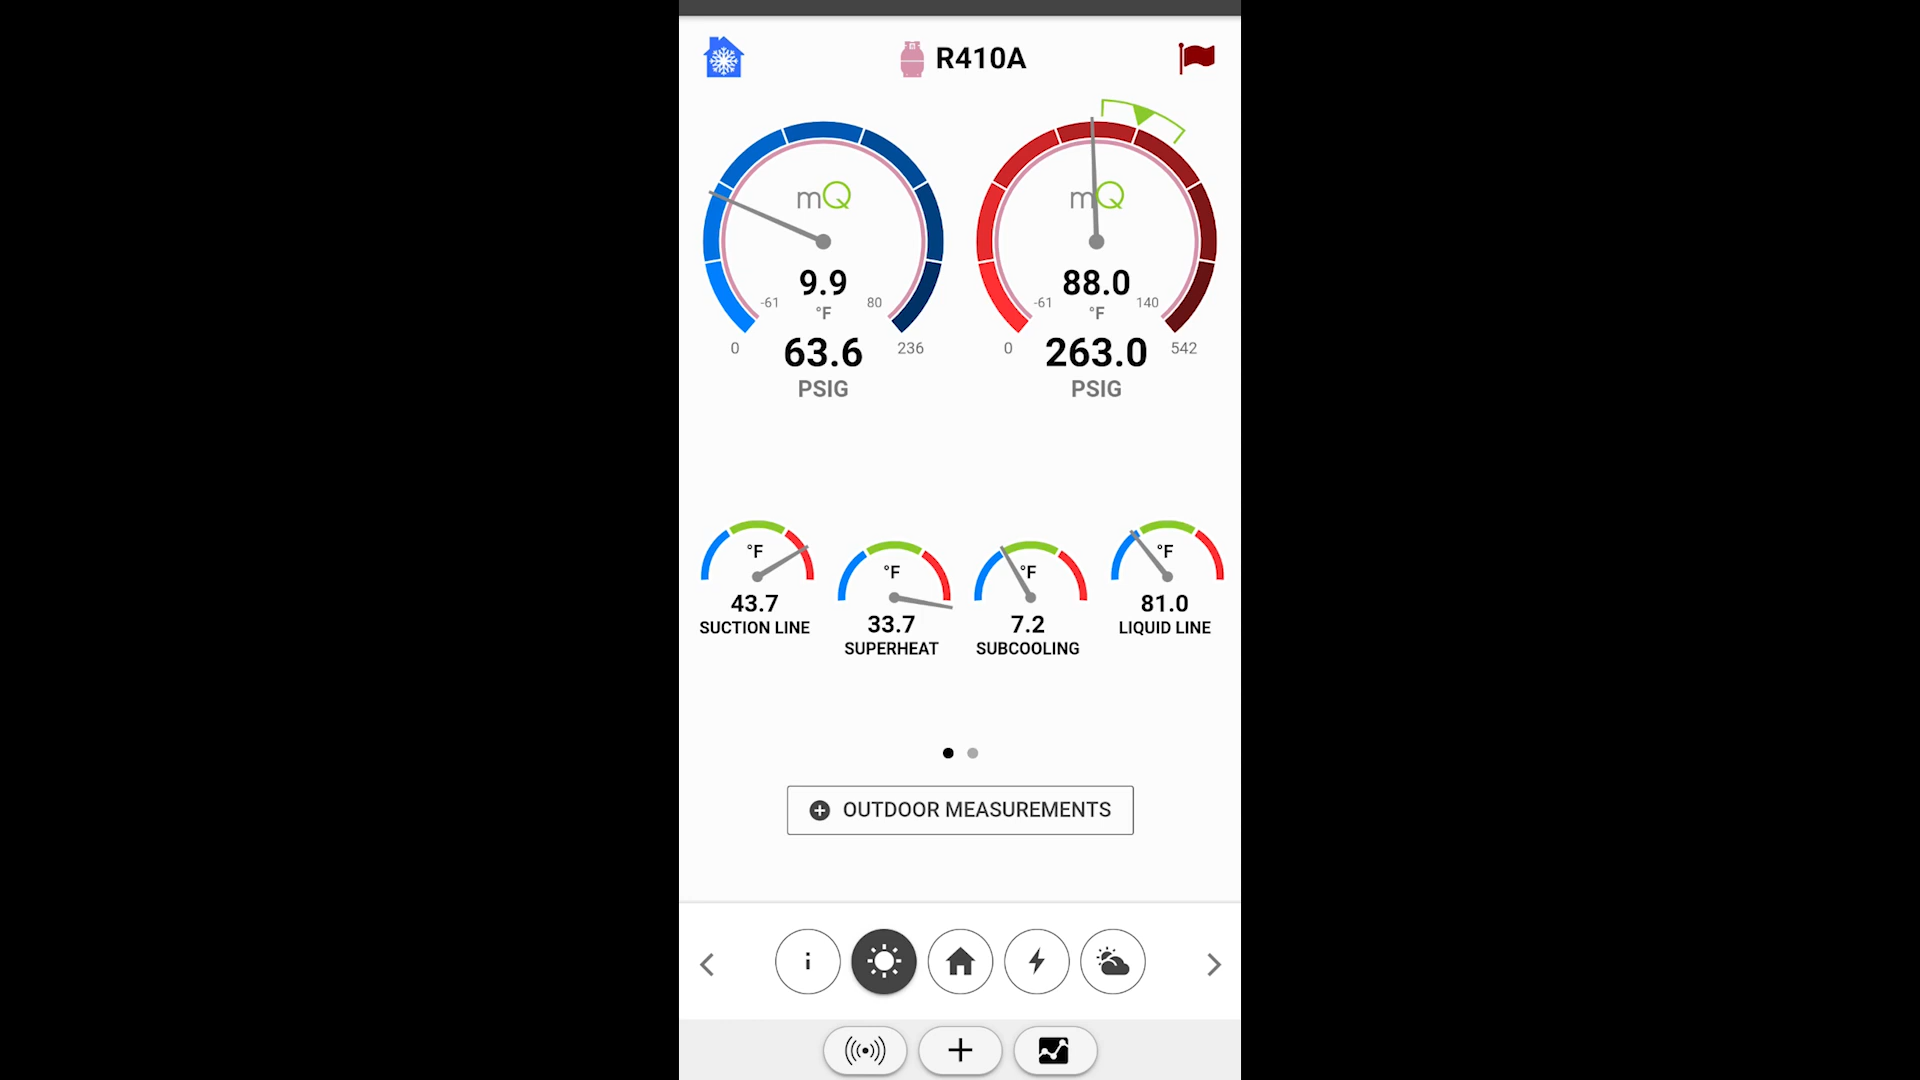 R410A
mQ
9.9
-61
80
°F
0
63.6
236
PSIG
mQ
88.0
-61
140
°F
0
263.0
542
PSIG
°F
43.7
SUCTION LINE
°F
33.7
SUPERHEAT
°F
7.2
SUBCOOLING
°F
81.0
LIQUID LINE
OUTDOOR MEASUREMENTS
i